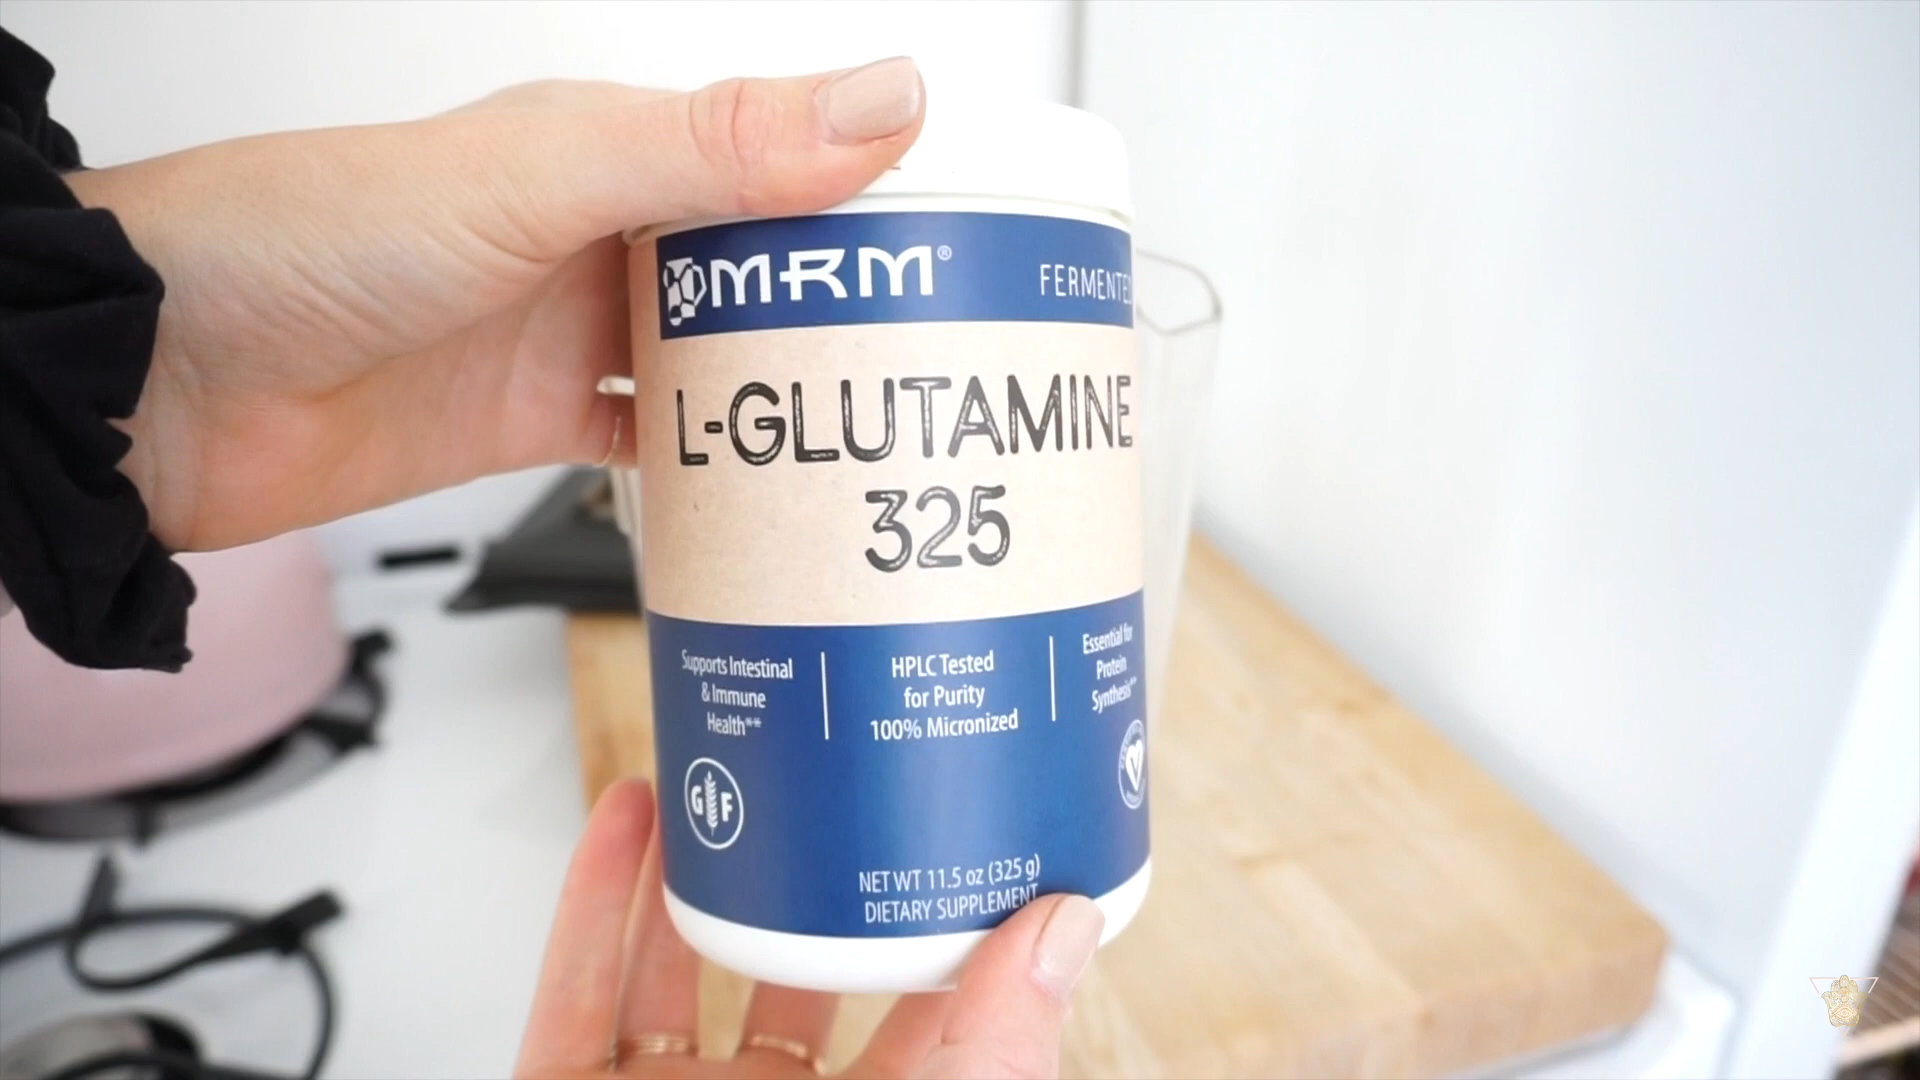 MRM®
FERMENTED
L-GLUTAMINE
325
Supports Intestinal
& Immune
Health**
HPLC Tested
for Purity
100% Micronized
Essential for
Protein
Synthesis**
GF
NET WT 11.5 oz (325 g)
DIETARY SUPPLEMENT